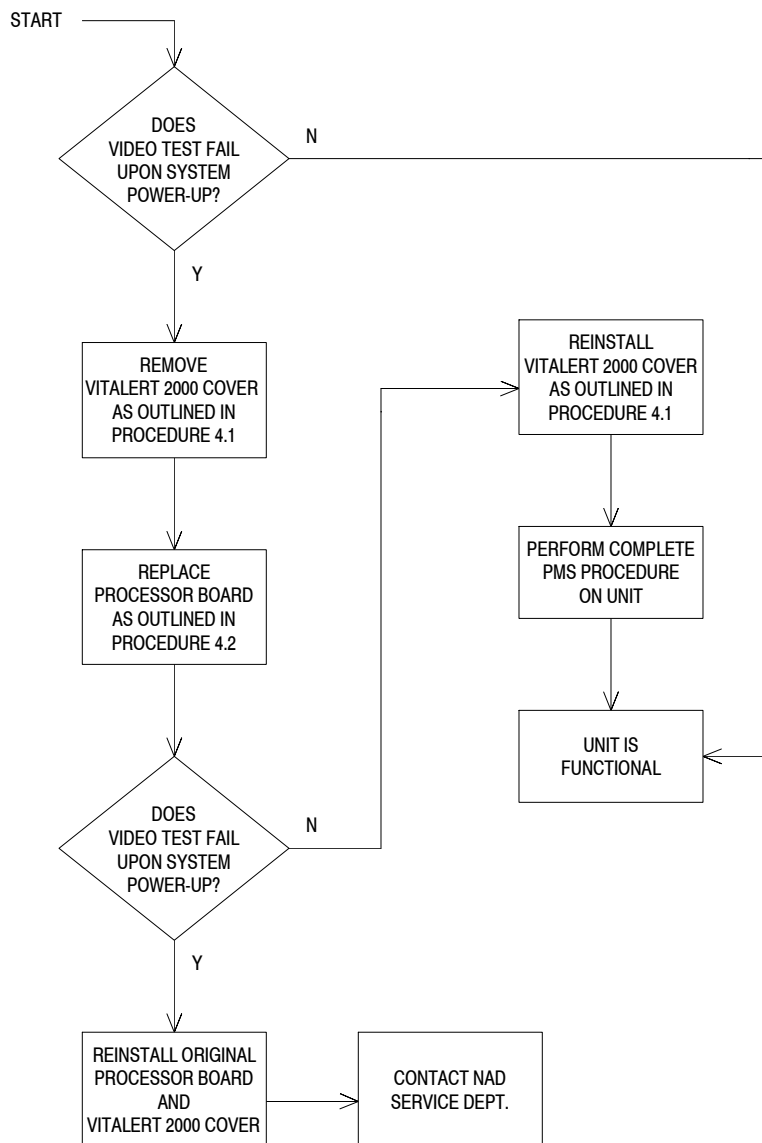 START
DOES
VIDEO TEST FAIL
UPON SYSTEM
POWER-UP?
N
Y
REMOVE
VITALERT 2000 COVER
AS OUTLINED IN
PROCEDURE 4.1
REPLACE
PROCESSOR BOARD
AS OUTLINED IN
PROCEDURE 4.2
DOES
VIDEO TEST FAIL
UPON SYSTEM
POWER-UP?
N
Y
REINSTALL
VITALERT 2000 COVER
AS OUTLINED IN
PROCEDURE 4.1
PERFORM COMPLETE
PMS PROCEDURE
ON UNIT
UNIT IS
FUNCTIONAL
REINSTALL ORIGINAL
PROCESSOR BOARD
AND
VITALERT 2000 COVER
CONTACT NAD
SERVICE DEPT.